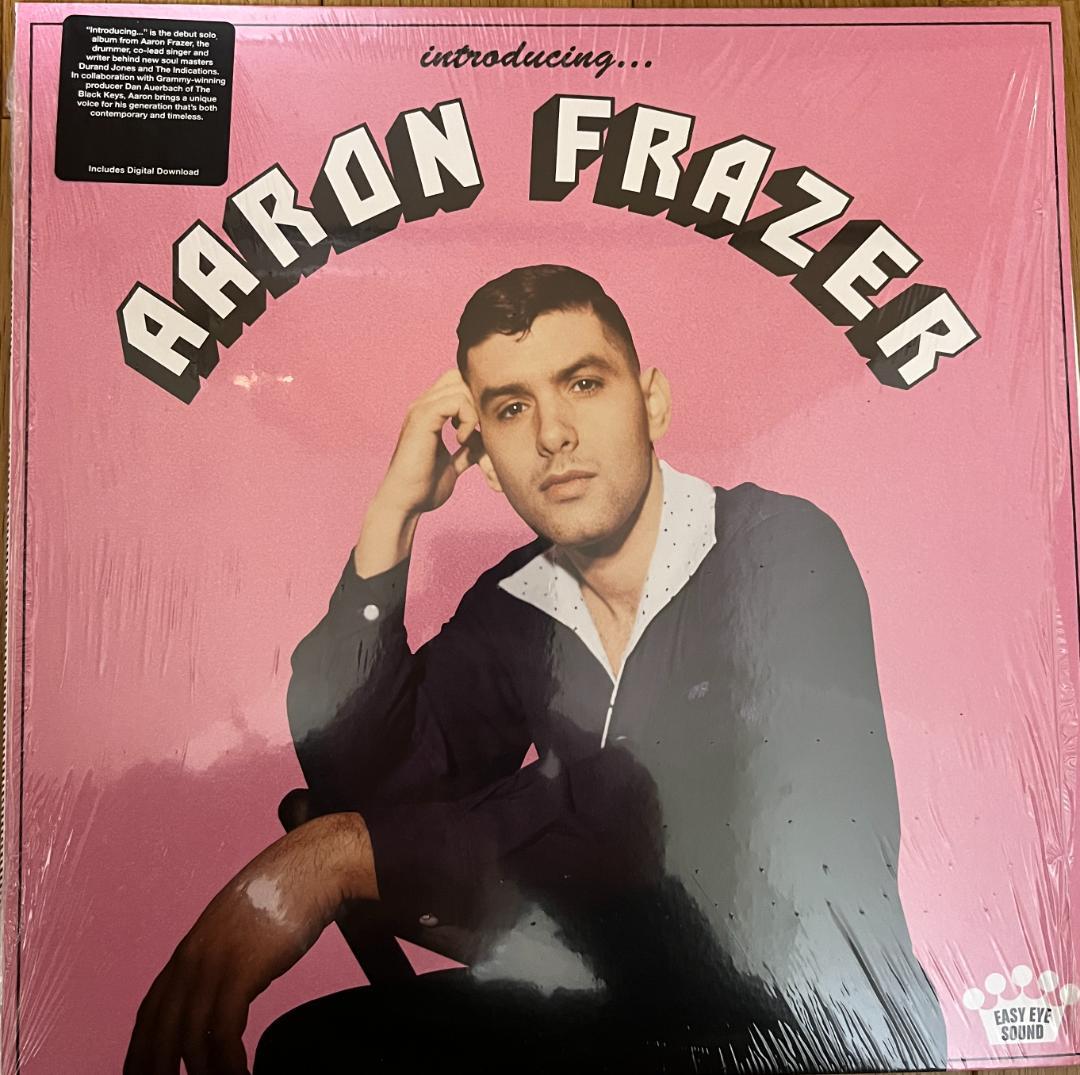 "Introducing..." is the debut solo
album from Aaron Frazer, the
drummer, co-lead singer and
writer behind new soul masters
Durand Jones and The Indications.
In collaboration with Grammy-winning
producer Dan Auerbach of The
Black Keys, Aaron brings a unique
voice for his generation that's both
contemporary and timeless.
Includes Digital Download
introducing...
AARON FRAZER
EASY EYE
SOUND